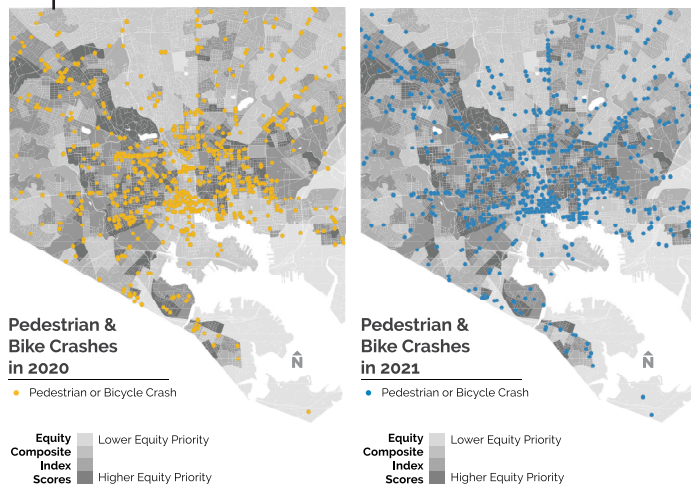 Pedestrian &
Bike Crashes
in 2020
N
Pedestrian or Bicycle Crash
Equity
Composite
Index
Scores
Lower Equity Priority
Higher Equity Priority
Pedestrian &
Bike Crashes
in 2021
N
Pedestrian or Bicycle Crash
Equity
Composite
Index
Scores
Lower Equity Priority
Higher Equity Priority